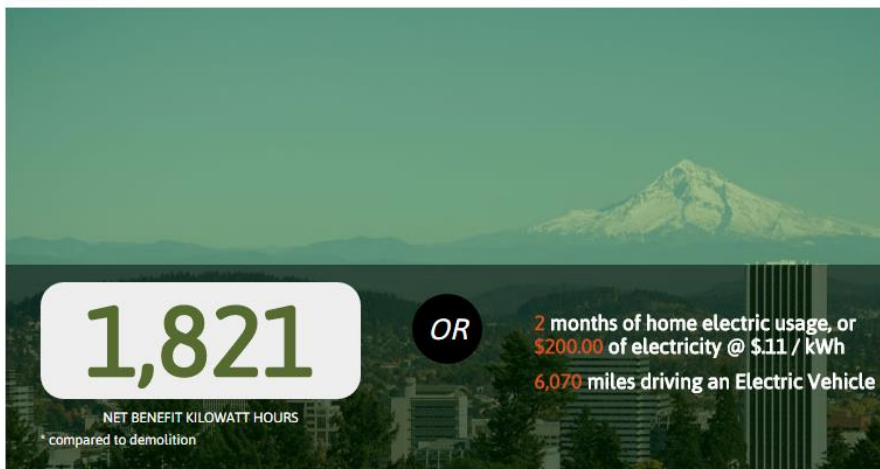 1,821
NET BENEFIT KILOWATT HOURS
* compared to demolition
OR
2 months of home electric usage, or
$200.00 of electricity @ $.11 / kWh
6,070 miles driving an Electric Vehicle